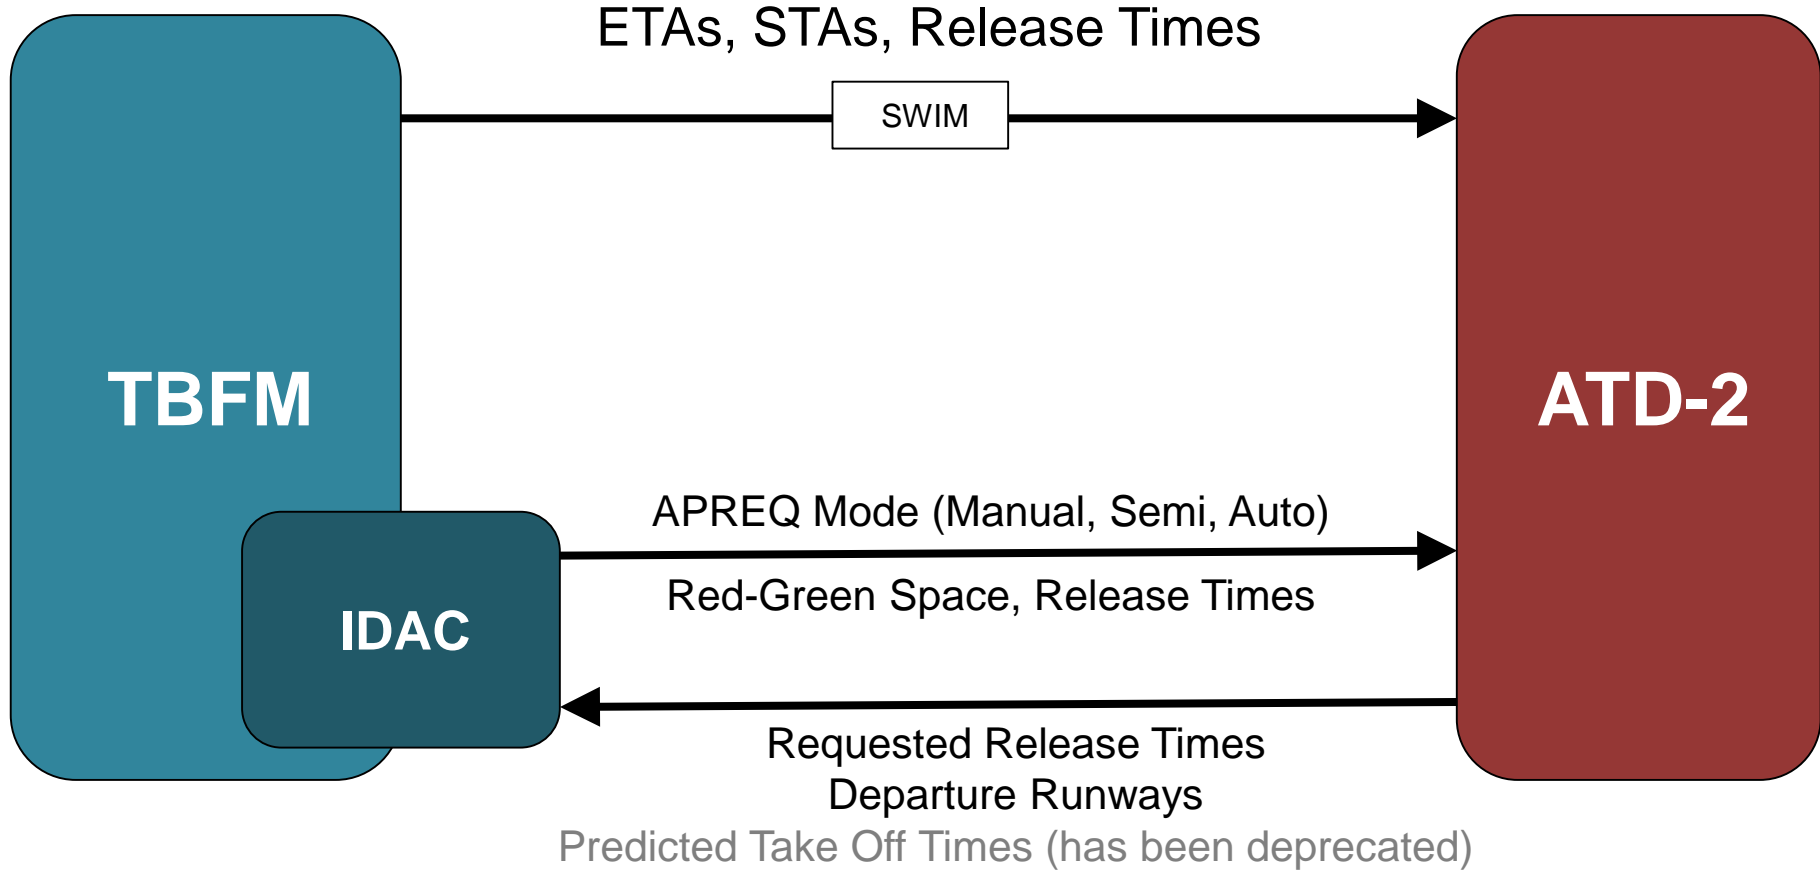 ETAs, STAs, Release Times
SWIM
TBFM
ATD-2
APREQ Mode (Manual, Semi, Auto)
Red-Green Space, Release Times
IDAC
Requested Release Times
Departure Runways
Predicted Take Off Times (has been deprecated)